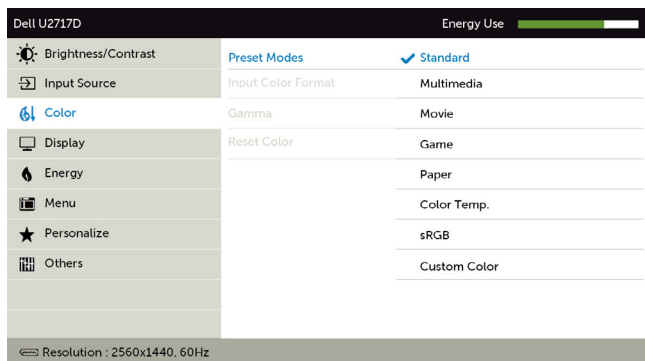 Dell U2717D
Energy Use
Brightness/Contrast
Input Source
Color
Display
Energy
Menu
Personalize
Others
Preset Modes
Input Color Format
Gamma
Reset Color
Standard
Multimedia
Movie
Game
Paper
Color Temp.
sRGB
Custom Color
Resolution : 2560x1440, 60Hz